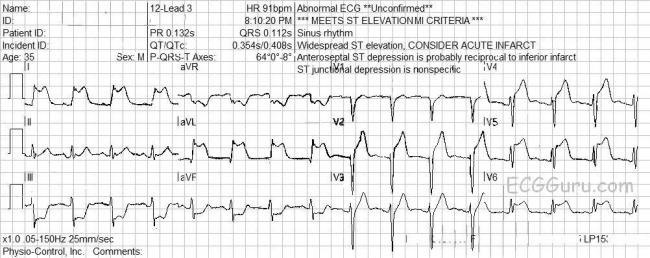 Name: 12-Lead 3 HR 91bpm Abnormal ECG **Unconfirmed**
ID: 8:10:20 PM *** MEETS ST ELEVATION MI CRITERIA ***
Patient ID: PR 0.132s QRS 0.112s Sinus rhythm
Incident ID: QT/QTc: 0.354s/0.408s Widespread ST elevation, CONSIDER ACUTE INFARCT
Age: 35 Sex: M P-QRS-T Axes: 64°0°-8° Anteroseptal ST depression is probably reciprocal to inferior infarct
ST junctional depression is nonspecific
I aVR V1 V4
II aVL V2 V5
III aVF V3 V6
ECGGuru.com
x1.0 .05-150Hz 25mm/sec
Physio-Control, Inc. Comments: